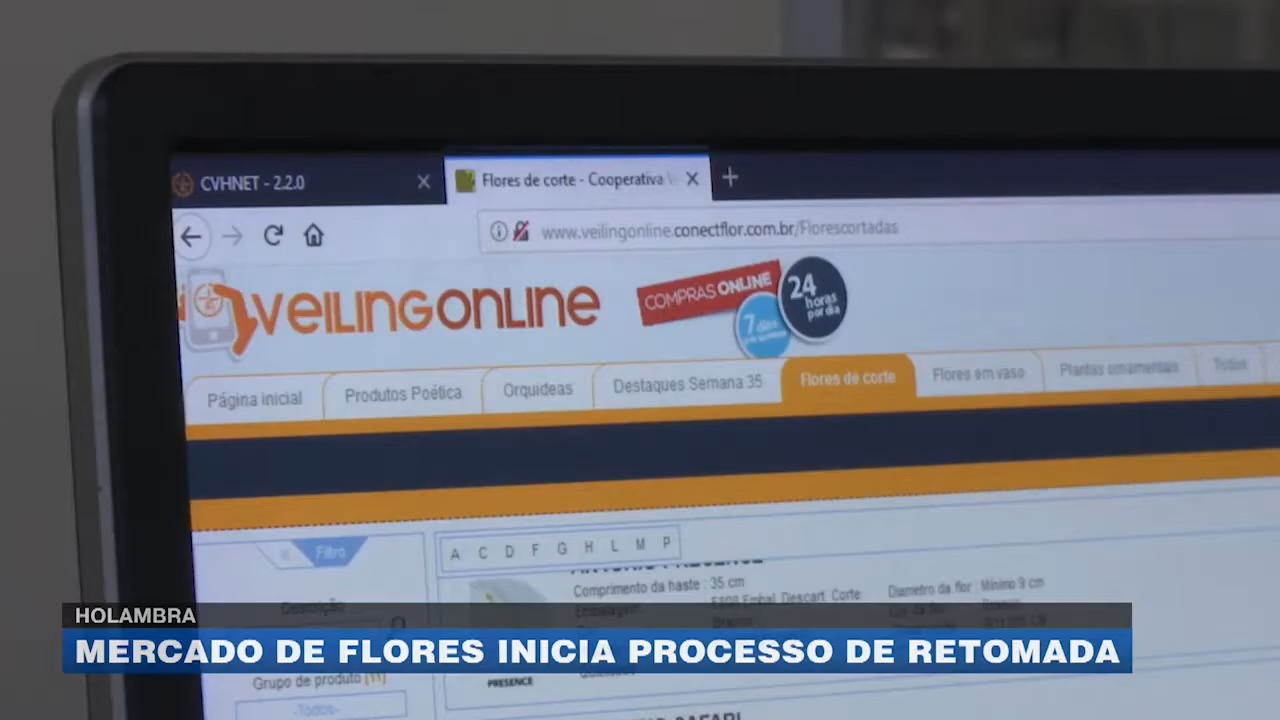 CVHNET - 2.2.0
Flores de corte - Cooperativa
www.veilingonline.conectflor.com.br/Florescortadas
VEILINGONLINE
COMPRAS ONLINE
24 horas por dia
7 dias
Página inicial
Produtos Poética
Orquideas
Destaques Semana 35
Flores de corte
Flores em vaso
Plantas ornamentais
Todos
Filtro
A C D F G H L M P
Comprimento da haste : 35 cm
Diametro da flor : Mínimo 9 cm
Descrição
HOLAMBRA
MERCADO DE FLORES INICIA PROCESSO DE RETOMADA
Grupo de produto [11]
PRESENCE
-Todos-